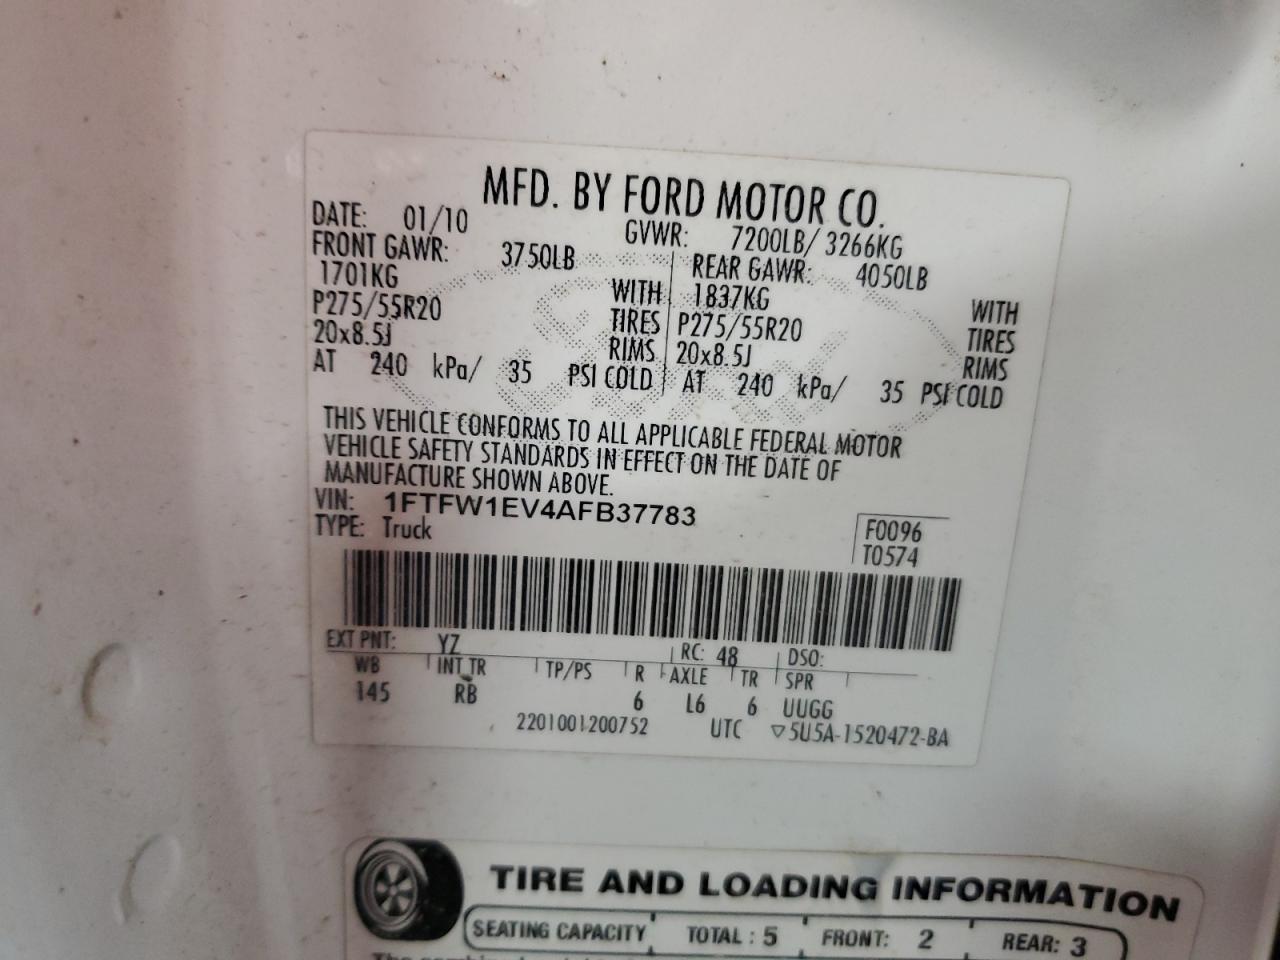 MFD. BY FORD MOTOR CO.
DATE: 01/10 GVWR: 7200LB/ 3266KG
FRONT GAWR: 3750LB REAR GAWR: 4050LB
1701KG WITH 1837KG WITH
P275/55R20 TIRES P275/55R20 TIRES
20x8.5J RIMS 20x8.5J RIMS
AT 240 kPa/ 35 PSI COLD AT 240 kPa/ 35 PSI COLD
THIS VEHICLE CONFORMS TO ALL APPLICABLE FEDERAL MOTOR
VEHICLE SAFETY STANDARDS IN EFFECT ON THE DATE OF
MANUFACTURE SHOWN ABOVE.
VIN: 1FTFW1EV4AFB37783
TYPE: Truck F0096
T0574
EXT PNT: YZ RC: 48 DSO:
WB INT TR TP/PS R AXLE TR SPR
145 RB 6 L6 6 UUGG
2201001200752 UTC ▽5U5A-1520472-BA
TIRE AND LOADING INFORMATION
SEATING CAPACITY TOTAL : 5 FRONT: 2 REAR: 3